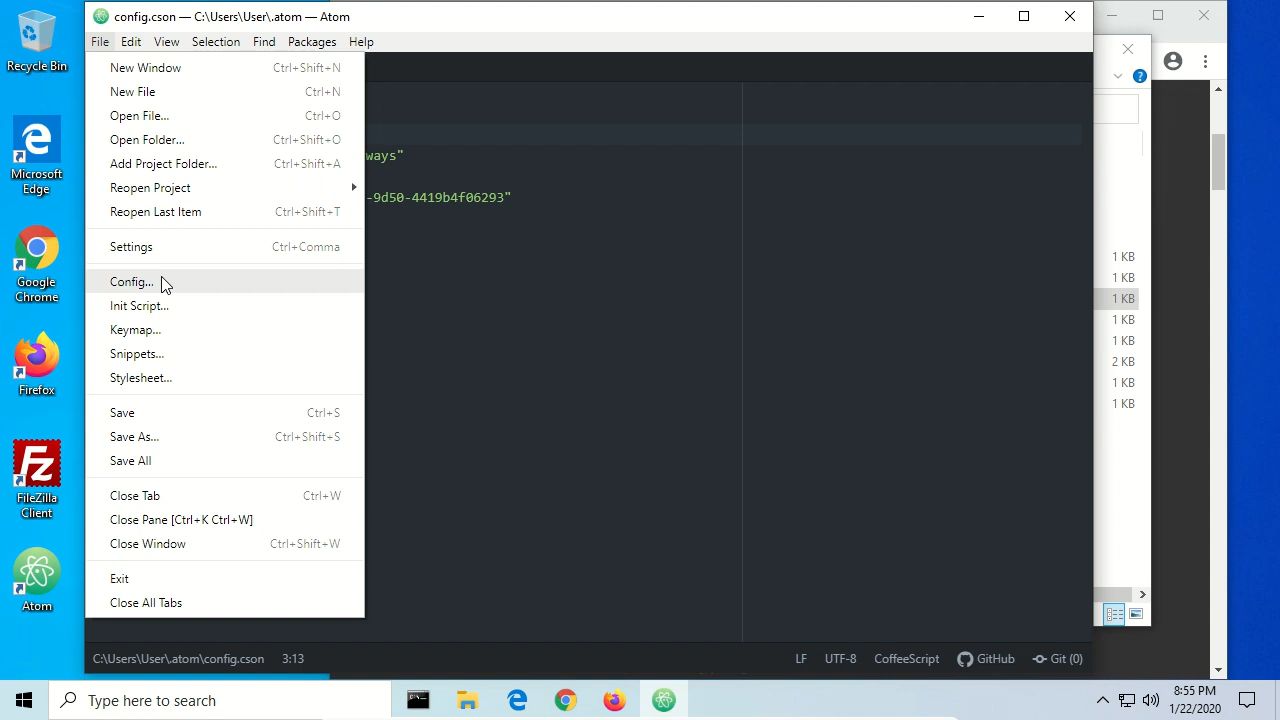 Recycle Bin
Microsoft
Edge
Google
Chrome
Firefox
FileZilla
Client
Atom
config.cson — C:\Users\User\.atom — Atom
File Edit View Selection Find Packages Help
New Window Ctrl+Shift+N
New File Ctrl+N
Open File... Ctrl+O
Open Folder... Ctrl+Shift+O
Add Project Folder... Ctrl+Shift+A
Reopen Project
Reopen Last Item Ctrl+Shift+T
Settings Ctrl+Comma
Config...
Init Script...
Keymap...
Snippets...
Stylesheet...
Save Ctrl+S
Save As... Ctrl+Shift+S
Save All
Close Tab Ctrl+W
Close Pane [Ctrl+K Ctrl+W]
Close Window Ctrl+Shift+W
Exit
Close All Tabs
ways"
-9d50-4419b4f06293"
1 KB
1 KB
1 KB
1 KB
1 KB
2 KB
1 KB
1 KB
C:\Users\User\.atom\config.cson 3:13 LF UTF-8 CoffeeScript GitHub Git (0)
Type here to search
8:55 PM
1/22/2020